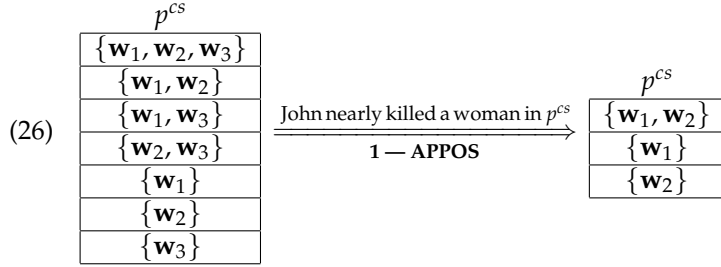 (26)
p^{cs}
{w₁, w₂, w₃}
{w₁, w₂}
{w₁, w₃}
{w₂, w₃}
{w₁}
{w₂}
{w₃}
John nearly killed a woman in p^{cs}
1 — APPOS
p^{cs}
{w₁, w₂}
{w₁}
{w₂}